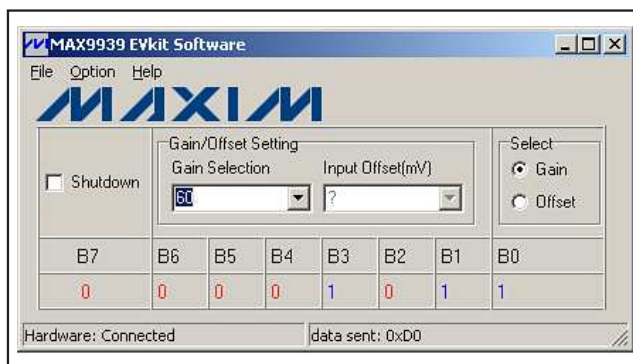 MAX9939 EVkit Software
File Option Help
MAXIM
Shutdown
Gain/Offset Setting
Gain Selection
60
Input Offset(mV)
?
Select
Gain
Offset
B7 B6 B5 B4 B3 B2 B1 B0
0 0 0 0 1 0 1 1
Hardware: Connected
data sent: 0xD0